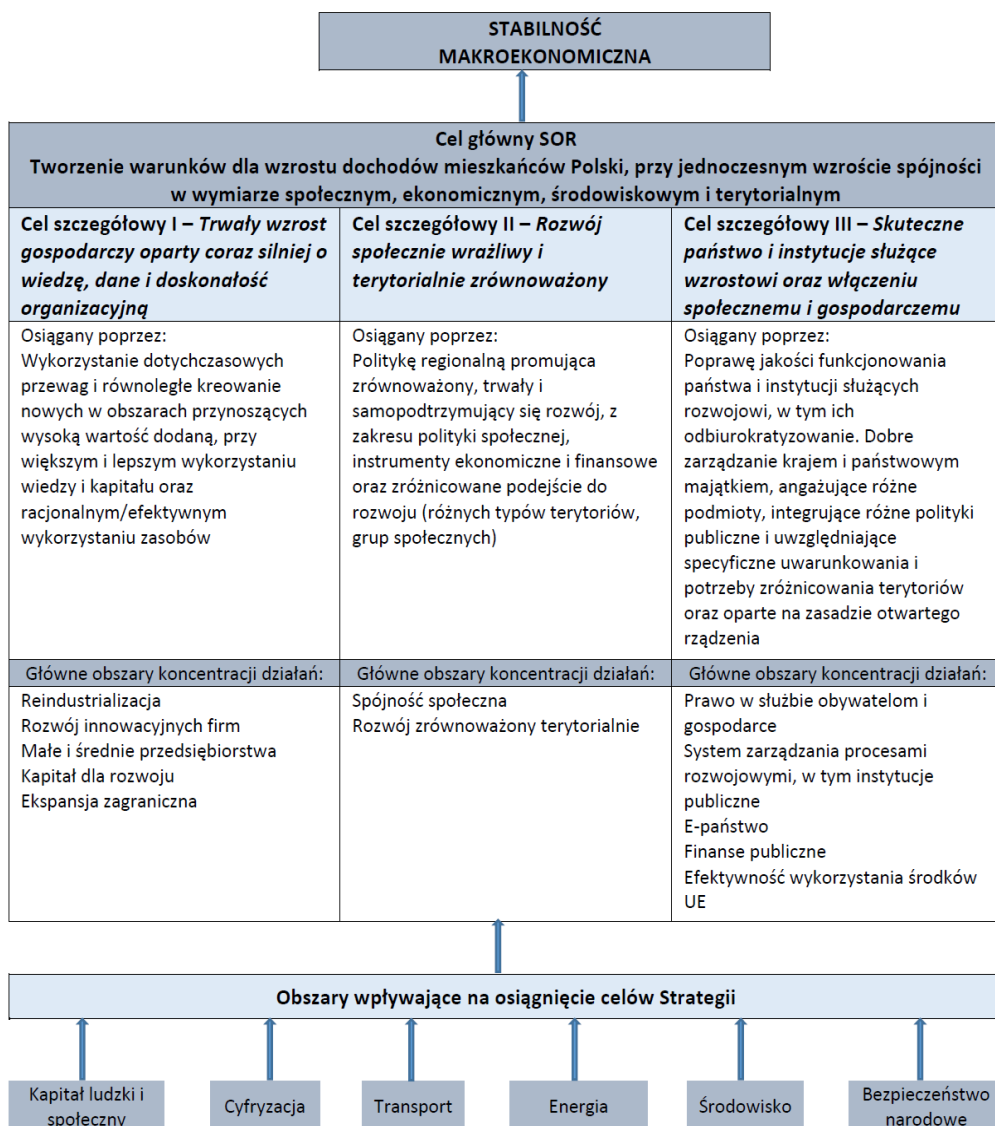 STABILNOŚĆ
MAKROEKONOMICZNA
Cel główny SOR
Tworzenie warunków dla wzrostu dochodów mieszkańców Polski, przy jednoczesnym wzroście spójności
w wymiarze społecznym, ekonomicznym, środowiskowym i terytorialnym
Cel szczegółowy I – Trwały wzrost
gospodarczy oparty coraz silniej o
wiedzę, dane i doskonałość
organizacyjną
Cel szczegółowy II – Rozwój
społecznie wrażliwy i
terytorialnie zrównoważony
Cel szczegółowy III – Skuteczne
państwo i instytucje służące
wzrostowi oraz włączeniu
społecznemu i gospodarczemu
Osiągany poprzez:
Wykorzystanie dotychczasowych
przewag i równoległe kreowanie
nowych w obszarach przynoszących
wysoką wartość dodaną, przy
większym i lepszym wykorzystaniu
wiedzy i kapitału oraz
racjonalnym/efektywnym
wykorzystaniu zasobów
Osiągany poprzez:
Politykę regionalną promująca
zrównoważony, trwały i
samopodtrzymujący się rozwój, z
zakresu polityki społecznej,
instrumenty ekonomiczne i finansowe
oraz zróżnicowane podejście do
rozwoju (różnych typów terytoriów,
grup społecznych)
Osiągany poprzez:
Poprawę jakości funkcjonowania
państwa i instytucji służących
rozwojowi, w tym ich
odbiurokratyzowanie. Dobre
zarządzanie krajem i państwowym
majątkiem, angażujące różne
podmioty, integrujące różne polityki
publiczne i uwzględniające
specyficzne uwarunkowania i
potrzeby zróżnicowania terytoriów
oraz oparte na zasadzie otwartego
rządzenia
Główne obszary koncentracji działań:
Główne obszary koncentracji działań:
Główne obszary koncentracji działań:
Reindustrializacja
Rozwój innowacyjnych firm
Małe i średnie przedsiębiorstwa
Kapitał dla rozwoju
Ekspansja zagraniczna
Spójność społeczna
Rozwój zrównoważony terytorialnie
Prawo w służbie obywatelom i
gospodarce
System zarządzania procesami
rozwojowymi, w tym instytucje
publiczne
E-państwo
Finanse publiczne
Efektywność wykorzystania środków
UE
Obszary wpływające na osiągnięcie celów Strategii
Kapitał ludzki i
społeczny
Cyfryzacja
Transport
Energia
Środowisko
Bezpieczeństwo
narodowe